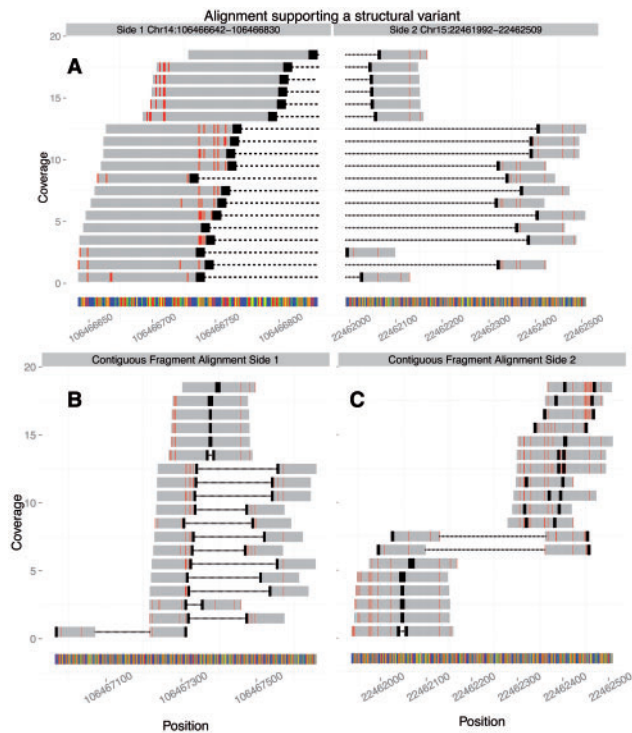 Alignment supporting a structural variant
Side 1 Chr14:106466642−106466830
Side 2 Chr15:22461992−22462509
A
Coverage
20
15
10
5
0
106466650
106466700
106466750
106466800
22462000
22462100
22462200
22462300
22462400
22462500
Contiguous Fragment Alignment Side 1
Contiguous Fragment Alignment Side 2
B
C
Coverage
20
15
10
5
0
106467100
106467300
106467500
22462000
22462100
22462200
22462300
22462400
22462500
Position
Position